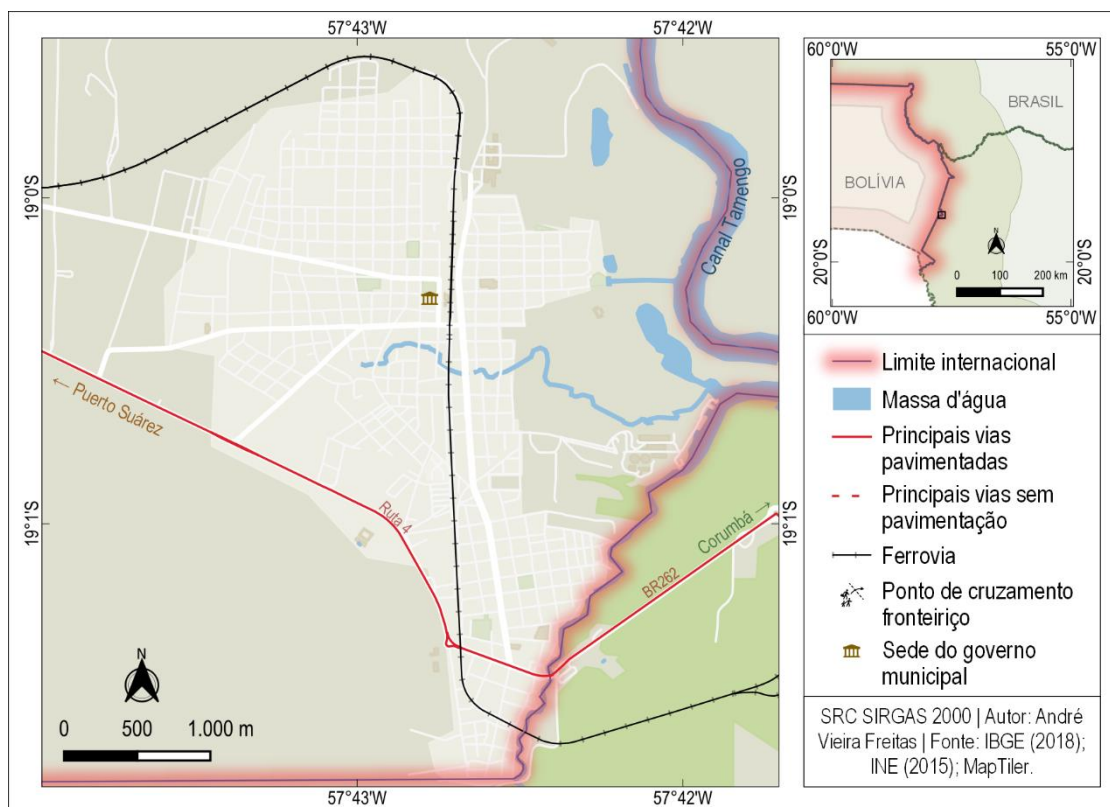 57°43'W
57°42'W
19°0'S
19°0'S
Canal Tamengo
← Puerto Suárez
Ruta 4
19°1'S
19°1'S
Corumbá →
BR262
N
0 500 1.000 m
57°43'W
57°42'W
60°0'W
55°0'W
BRASIL
BOLÍVIA
N
0 100 200 km
20°0'S
20°0'S
60°0'W
55°0'W
Limite internacional
Massa d'água
Principais vias
pavimentadas
Principais vias sem
pavimentação
Ferrovia
Ponto de cruzamento
fronteiriço
Sede do governo
municipal
SRC SIRGAS 2000 | Autor: André
Vieira Freitas | Fonte: IBGE (2018);
INE (2015); MapTiler.